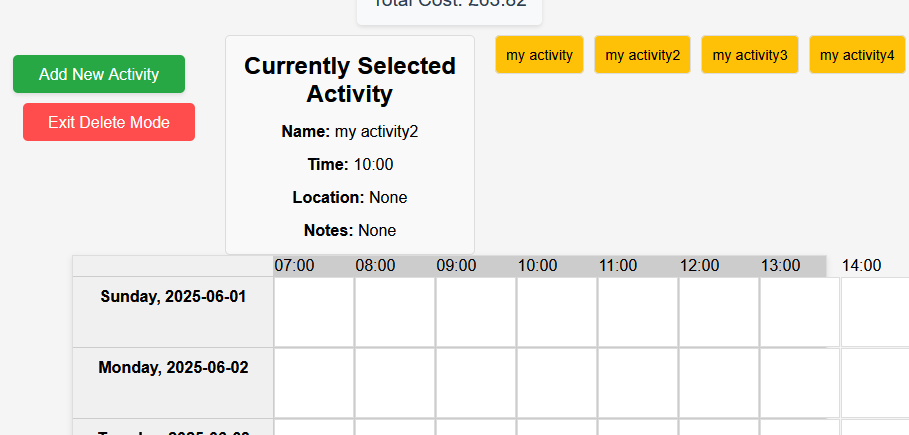 Total Cost: £63.82
Add New Activity
Exit Delete Mode
Currently Selected
Activity
Name: my activity2
Time: 10:00
Location: None
Notes: None
my activity
my activity2
my activity3
my activity4
07:00 08:00 09:00 10:00 11:00 12:00 13:00 14:00
Sunday, 2025-06-01
Monday, 2025-06-02